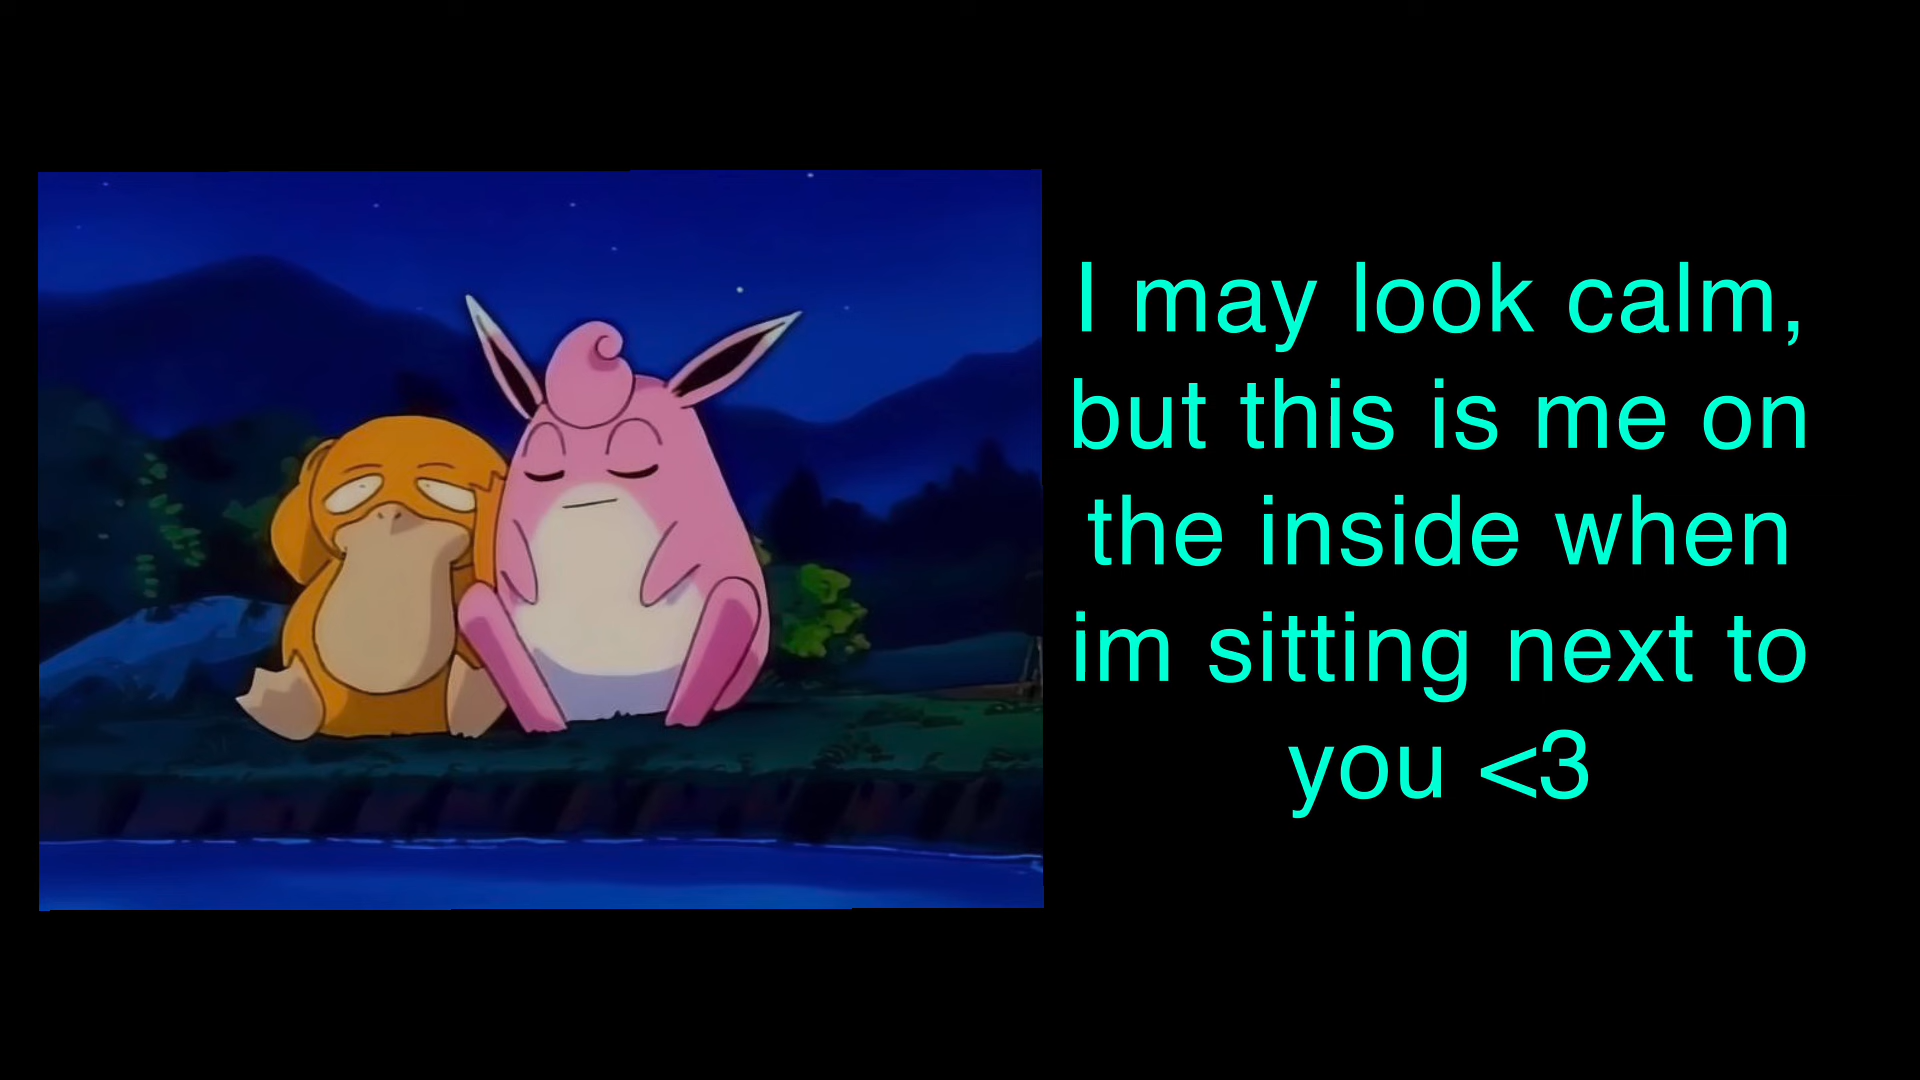 I may look calm,
but this is me on
the inside when
im sitting next to
you <3